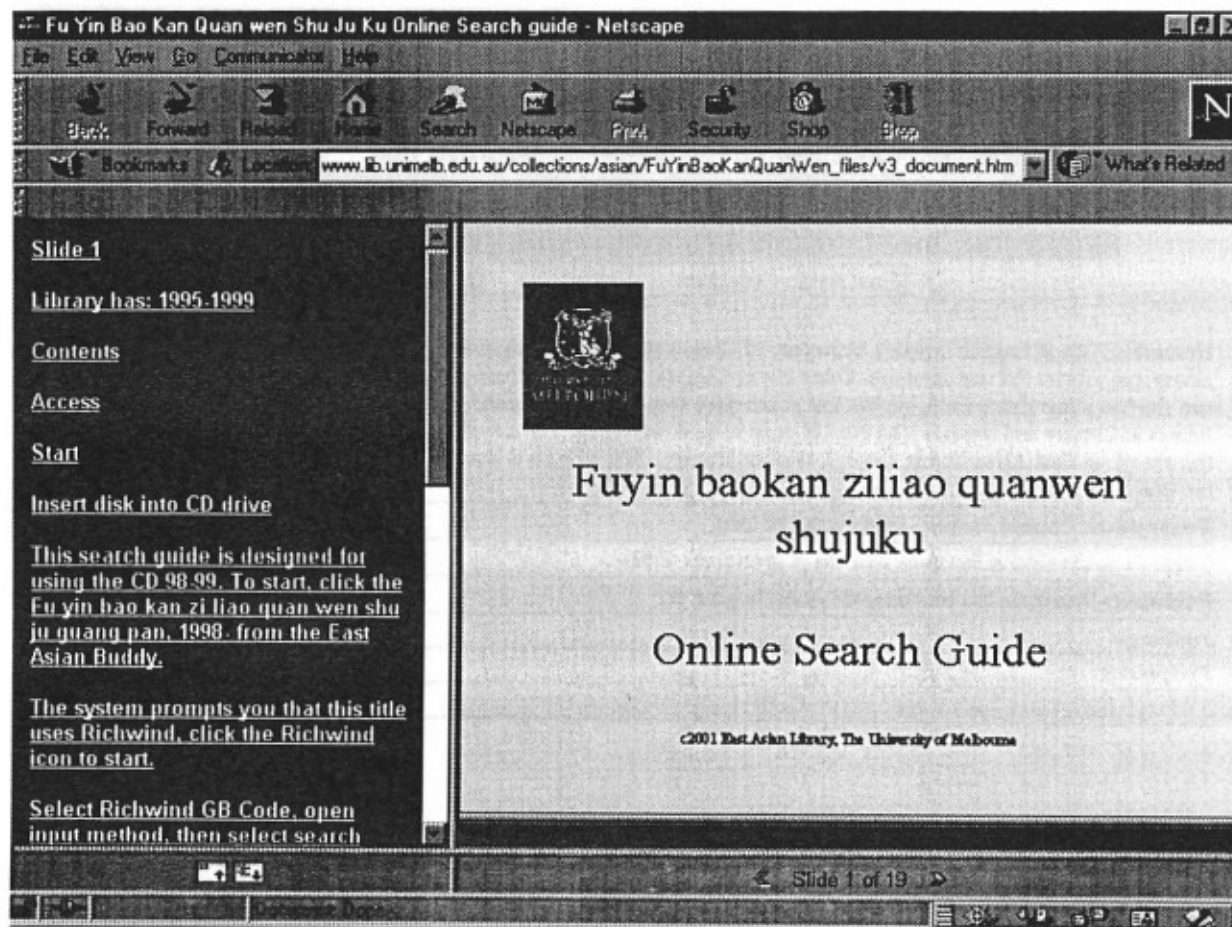 Fu Yin Bao Kan Quan wen Shu Ju Ku Online Search guide - Netscape
File Edit View Go Communicator Help
Back Forward Reload Home Search Netscape Print Security Shop Stop
N
Bookmarks Location: www.lib.unimelb.edu.au/collections/asian/FuYinBaoKanQuanWen_files/v3_document.htm What's Related
Slide 1
Library has: 1995-1999
Contents
Access
Start
Insert disk into CD drive
This search guide is designed for
using the CD 98-99. To start, click the
Fu yin bao kan zi liao quan wen shu
ju guang pan, 1998- from the East
Asian Buddy.
The system prompts you that this title
uses Richwind, click the Richwind
icon to start.
Select Richwind GB Code, open
input method, then select search
MELBOURNE
Fuyin baokan ziliao quanwen
shujuku
Online Search Guide
c2001 East Asian Library, The University of Melbourne
Slide 1 of 19
Document: Done